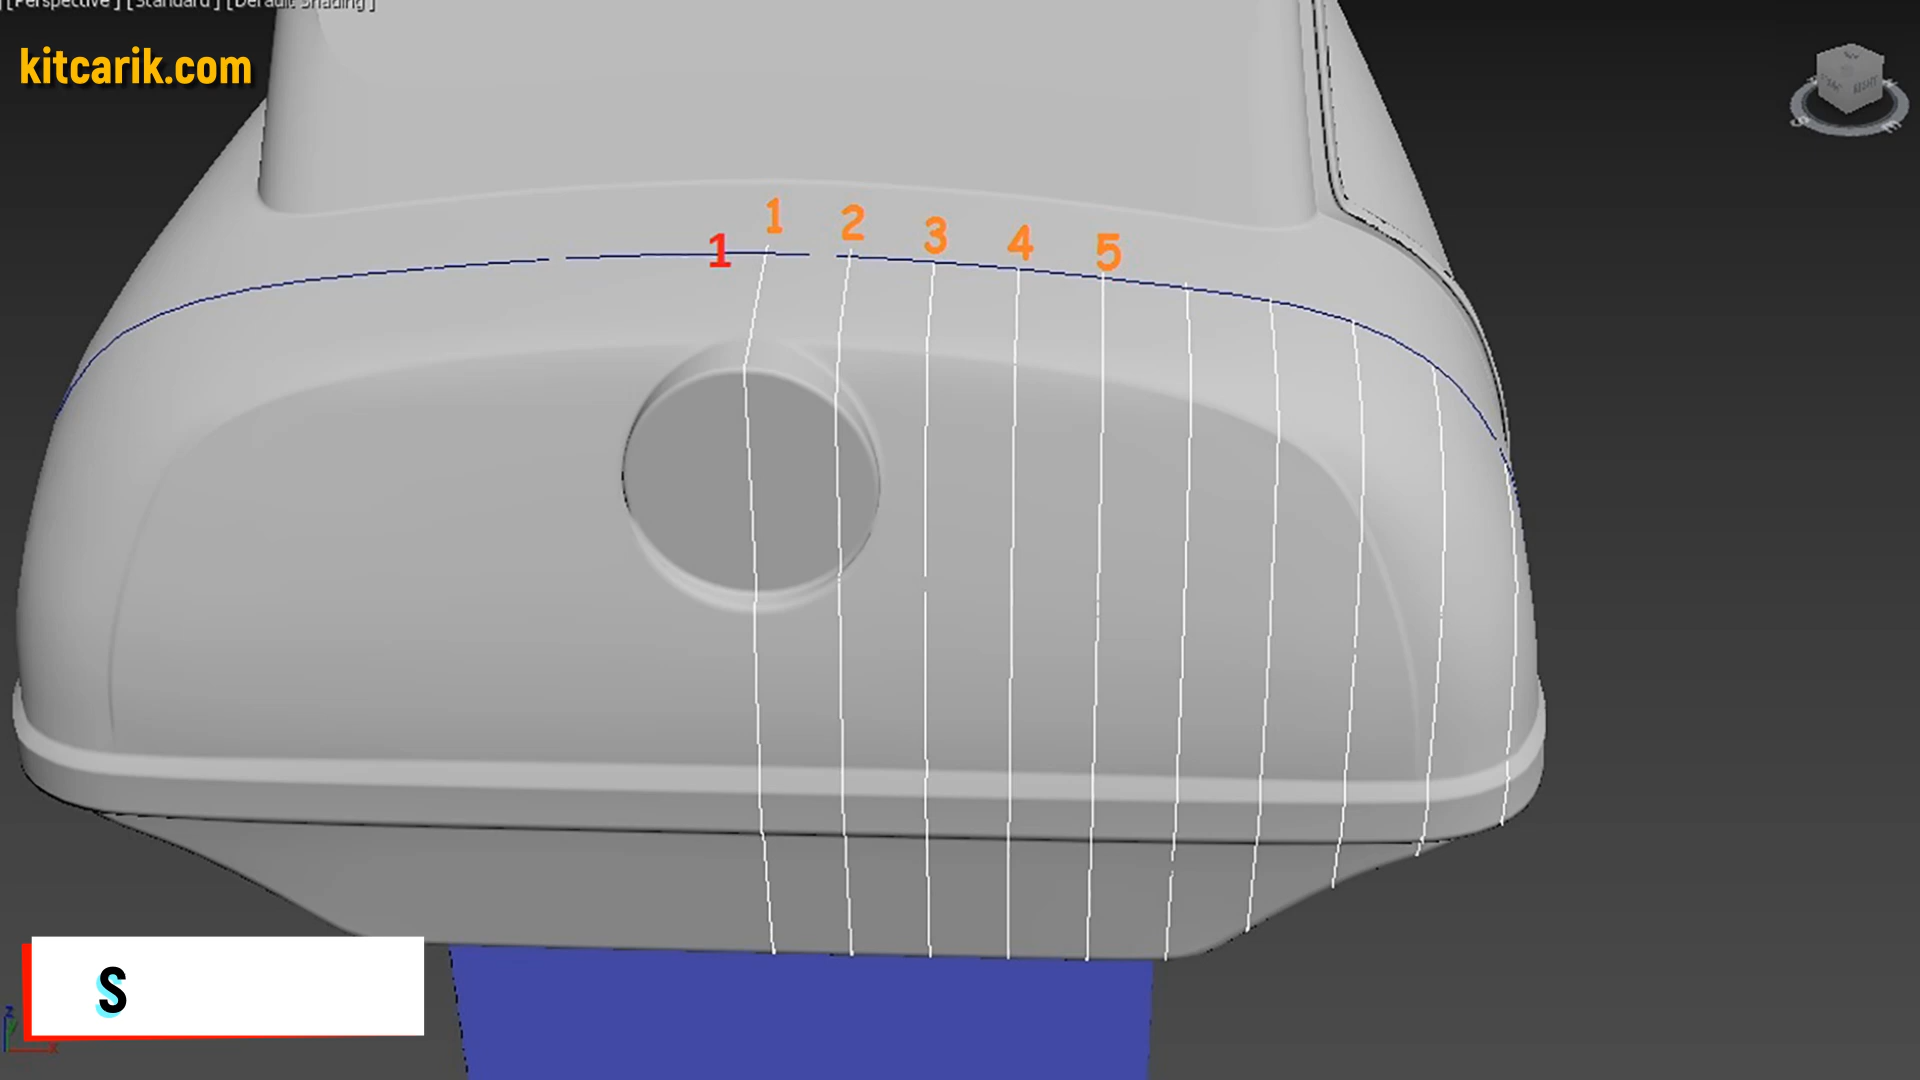 [Perspective] [Standard] [Default Shading]
kitcarik.com
1 2 3 4 5
1
S